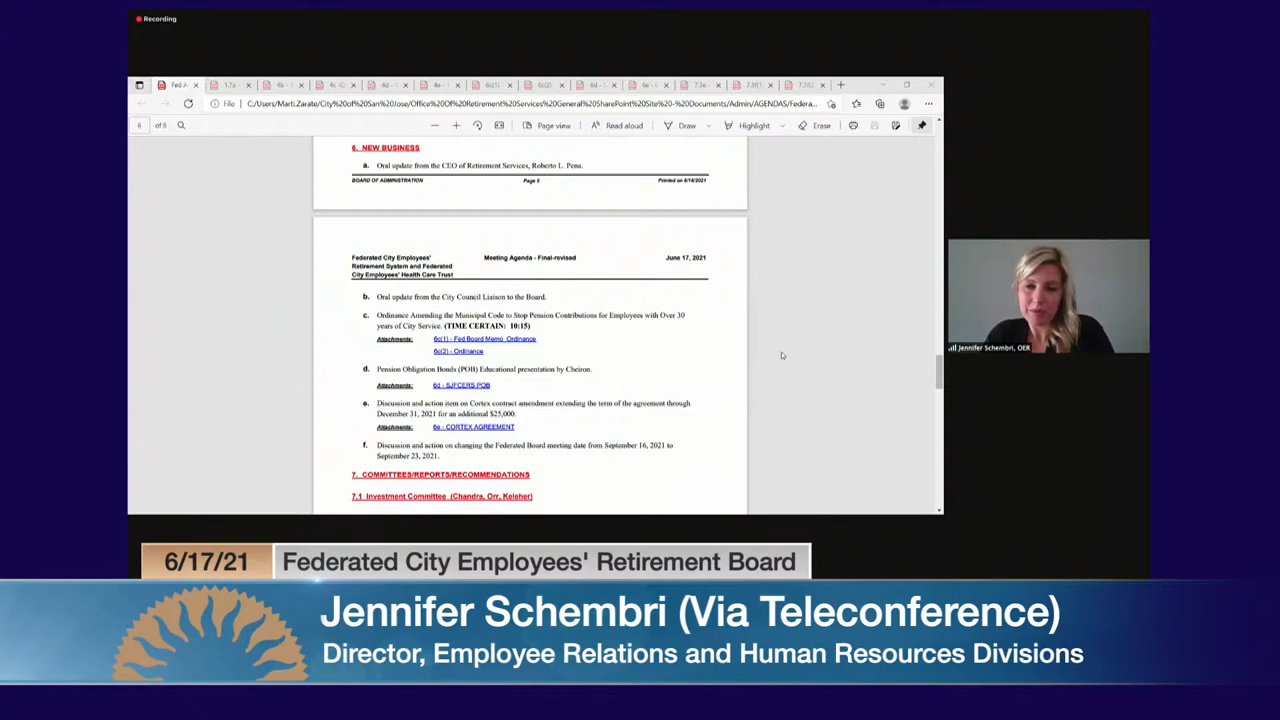 Recording
File
C:/Users/Marti.Zarate/City%20of%20San%20Jose/Office%20Of%20Retirement%20Services%20General%20SharePoint%20Site%20-%20Documents/Admin/AGENDAS/Federa...
6 of 8
Page view
Read aloud
Draw
Highlight
Erase
6. NEW BUSINESS
a. Oral update from the CEO of Retirement Services, Roberto L. Pena.
BOARD OF ADMINISTRATION
Page 5
Printed on 6/16/2021
Federated City Employees' Meeting Agenda - Final-revised June 17, 2021
Retirement System and Federated
City Employees' Health Care Trust
b. Oral update from the City Council Liaison to the Board.
c. Ordinance Amending the Municipal Code to Stop Pension Contributions for Employees with Over 30
years of City Service. (TIME CERTAIN: 10:15)
Attachments: 6c(1) - Fed Board Memo_Ordinance
6c(2) - Ordinance
d. Pension Obligation Bonds (POB) Educational presentation by Cheiron.
Attachments: 6d - SJFCERS POB
e. Discussion and action item on Cortex contract amendment extending the term of the agreement through
December 31, 2021 for an additional $25,000.
Attachments: 6e - CORTEX AGREEMENT
f. Discussion and action on changing the Federated Board meeting date from September 16, 2021 to
September 23, 2021.
7. COMMITTEES/REPORTS/RECOMMENDATIONS
7.1 Investment Committee (Chandra, Orr, Keleher)
Jennifer Schembri, OER
6/17/21
Federated City Employees' Retirement Board
Jennifer Schembri (Via Teleconference)
Director, Employee Relations and Human Resources Divisions